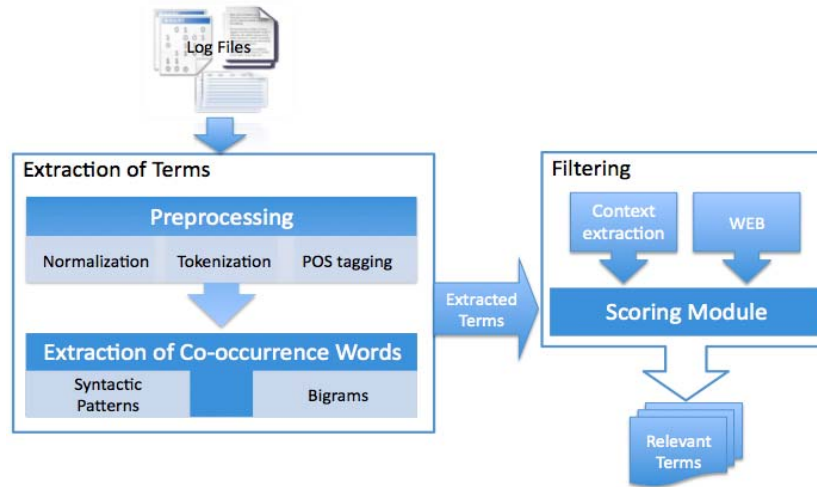 Log Files
Extraction of Terms
Preprocessing
Normalization Tokenization POS tagging
Extraction of Co-occurrence Words
Syntactic
Patterns
Bigrams
Extracted
Terms
Filtering
Context
extraction
WEB
Scoring Module
Relevant
Terms